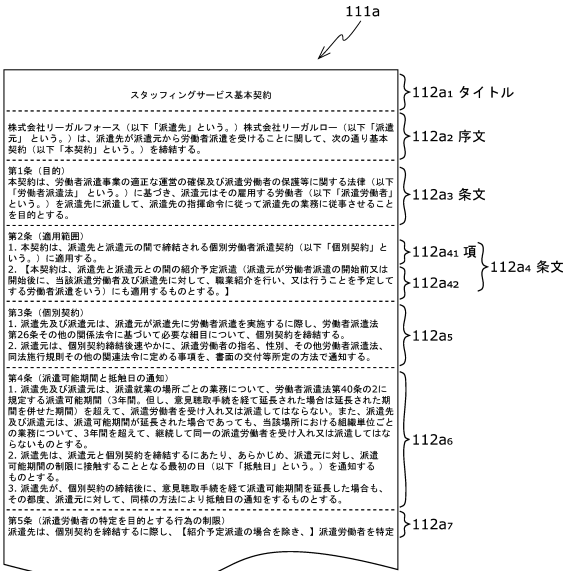 111a
スタッフィングサービス基本契約
112a1 タイトル
株式会社リーガルフォース（以下「派遣先」という。）株式会社リーガルロー（以下「派遣
元」という。）は、派遣先が派遣元から労働者派遣を受けることに関して、次の通り基本
契約（以下「本契約」という。）を締結する。
112a2 序文
第1条（目的）
本契約は、労働者派遣事業の適正な運営の確保及び派遣労働者の保護等に関する法律（以下
「労働者派遣法」 という。）に基づき、派遣元はその雇用する労働者（以下「派遣労働者」
という。）を派遣先に派遣して、派遣先の指揮命令に従って派遣先の業務に従事させること
を目的とする。
112a3 条文
第2条（適用範囲）
1. 本契約は、派遣先と派遣元の間で締結される個別労働者派遣契約（以下「個別契約」と
いう。）に適用する。
112a41 項
2. 【本契約は、派遣先と派遣元との間の紹介予定派遣（派遣元が労働者派遣の開始前又は
開始後に、当該派遣労働者及び派遣先に対して、職業紹介を行い、又は行うことを予定して
する労働者派遣をいう）にも適用するものとする。】
112a42
112a4 条文
第3条（個別契約）
1. 派遣先及び派遣元は、派遣元が派遣先に労働者派遣を実施するに際し、労働者派遣法
第26条その他の関係法令に基づいて必要な細目について、個別契約を締結する。
2. 派遣元は、個別契約締結後速やかに、派遣労働者の指名、性別、その他労働者派遣法、
同法施行規則その他の関連法令に定める事項を、書面の交付等所定の方法で通知する。
112a5
第4条（派遣可能期間と抵触日の通知）
1. 派遣先及び派遣元は、派遣就業の場所ごとの業務について、労働者派遣法第40条の2に
規定する派遣可能期間（3年間。但し、意見聴取手続を経て延長された場合は延長された期
間を併せた期間）を超えて、派遣労働者を受け入れ又は派遣してはならない。また、派遣先
及び派遣元は、派遣可能期間が延長された場合であっても、当該場所における組織単位ごと
の業務について、3年間を超えて、継続して同一の派遣労働者を受け入れ又は派遣してはな
らないものとする。
2. 派遣先は、派遣元と個別契約を締結するにあたり、あらかじめ、派遣元に対し、派遣
可能期間の制限に接触することとなる最初の日（以下「抵触日」という。）を通知する
ものとする。
3. 派遣先が、個別契約の締結後に、意見聴取手続を経て派遣可能期間を延長した場合も、
その都度、派遣元に対して、同様の方法により抵触日の通知をするものとする。
112a6
第5条（派遣労働者の特定を目的とする行為の制限）
派遣先は、個別契約を締結するに際し、【紹介予定派遣の場合を除き、】派遣労働者を特定
112a7